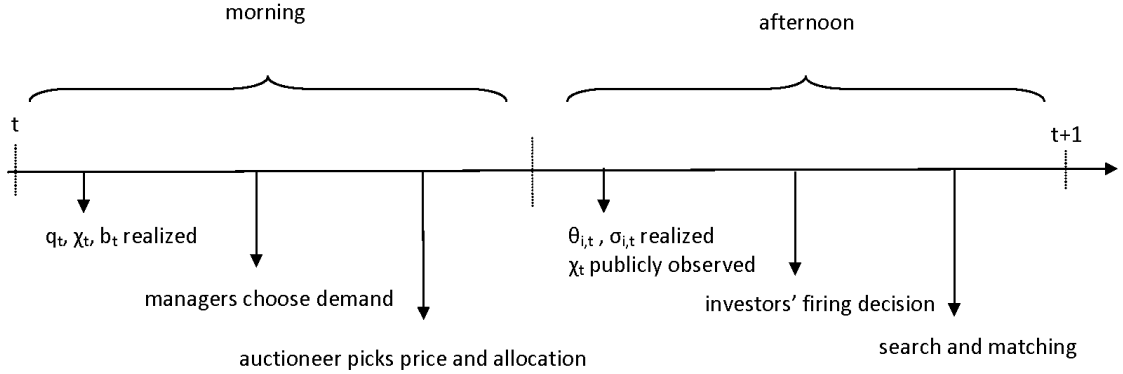 morning
afternoon
t
t+1
qₜ, χₜ, bₜ realized
θᵢ,ₜ , σᵢ,ₜ realized
χₜ publicly observed
managers choose demand
investors' firing decision
auctioneer picks price and allocation
search and matching